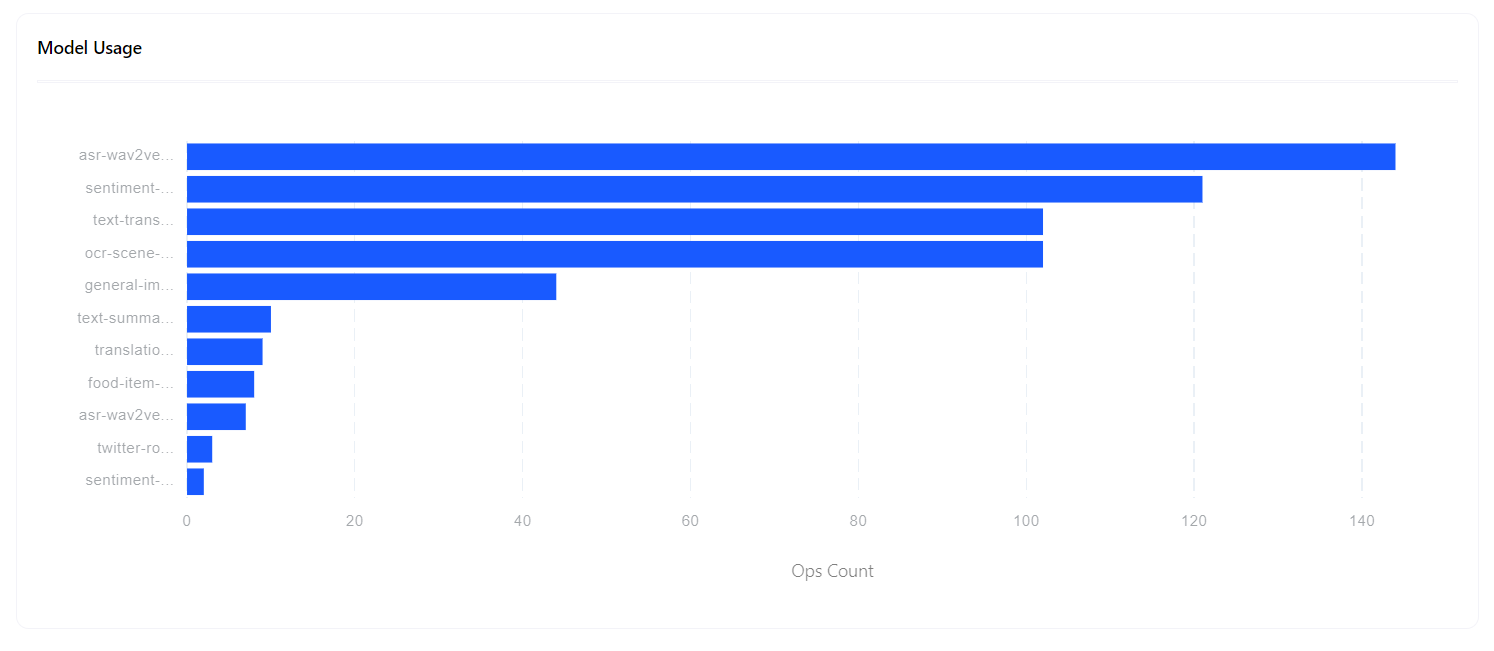 Model Usage
asr-wav2ve...
sentiment-...
text-trans...
ocr-scene-...
general-im...
text-summa...
translatio...
food-item-...
asr-wav2ve...
twitter-ro...
sentiment-...
0 20 40 60 80 100 120 140
Ops Count